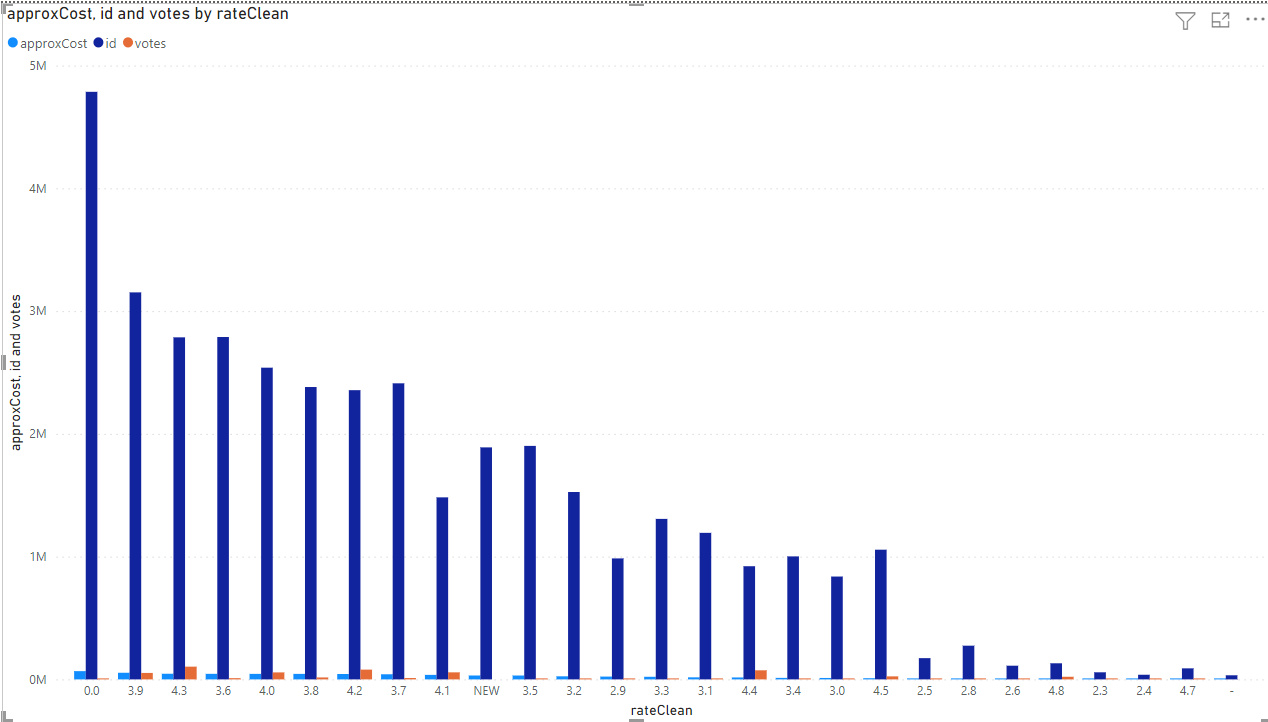 approxCost, id and votes by rateClean
approxCost id votes
5M
4M
3M
2M
1M
0M
approxCost, id and votes
0.0 3.9 4.3 3.6 4.0 3.8 4.2 3.7 4.1 NEW 3.5 3.2 2.9 3.3 3.1 4.4 3.4 3.0 4.5 2.5 2.8 2.6 4.8 2.3 2.4 4.7 -
rateClean